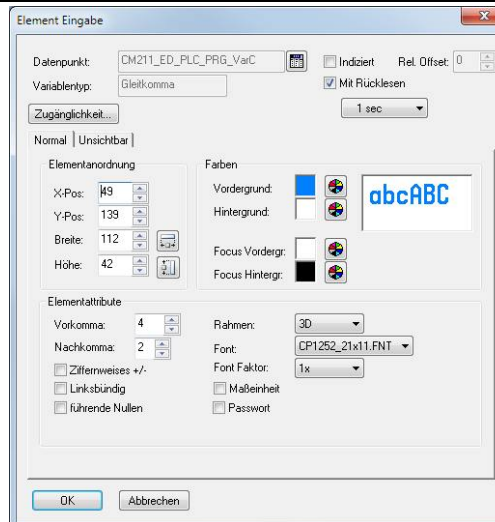 Element Eingabe
Datenpunkt: CM211_ED_PLC_PRG_VarC Indiziert Rel. Offset: 0
Variablentyp: Gleitkomma Mit Rücklesen
Zugänglichkeit... 1 sec
Normal Unsichtbar
Elementanordnung Farben
X-Pos: 49 Vordergrund: abcABC
Y-Pos: 139 Hintergrund:
Breite: 112 Focus Vordergr:
Höhe: 42 Focus Hintergr:
Elementattribute
Vorkomma: 4 Rahmen: 3D
Nachkomma: 2 Font: CP1252_21x11.FNT
Ziffernweises +/- Font Faktor: 1x
Linksbündig Maßeinheit
führende Nullen Passwort
OK Abbrechen